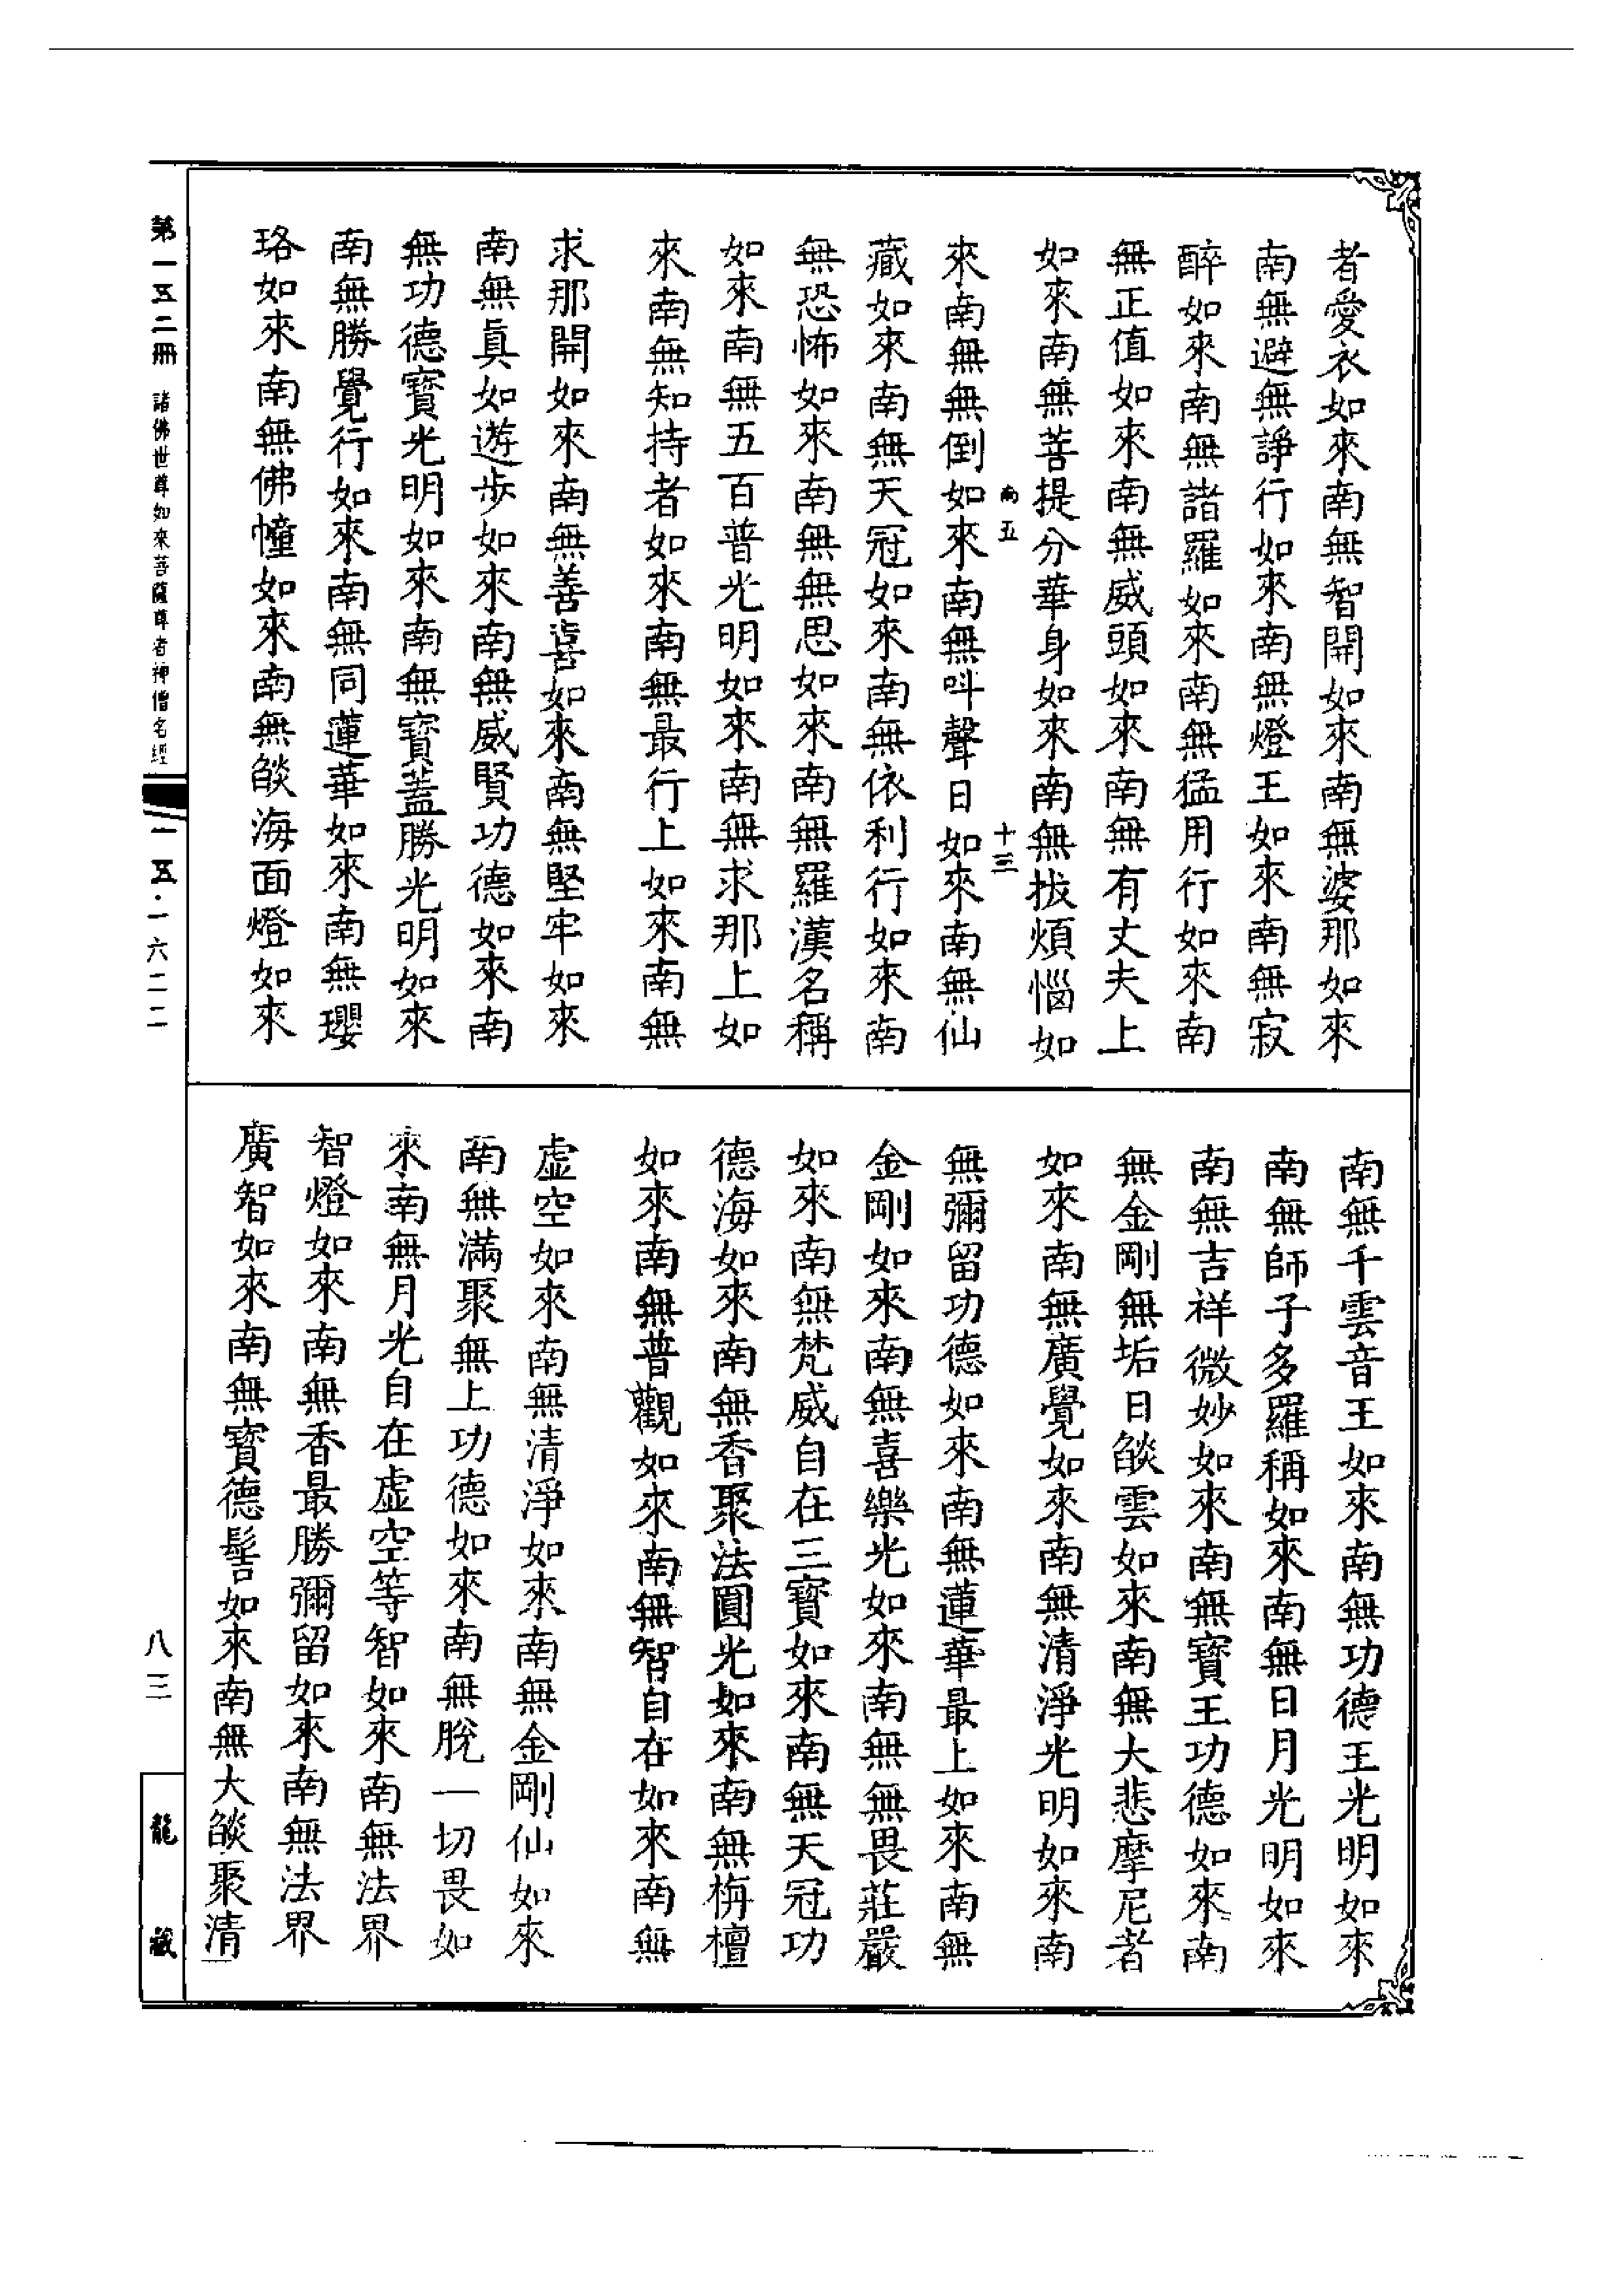 者愛衣如來南無智開如來南無婆那如來
南無避無諍行如來南無燈王如來南無寂
醉如來南無諸羅如來南無猛用行如來南
無正值如來南無威頭如來南無有丈夫上
如來南無菩提分華身如來南無拔煩惱如
南五 十三
來南無無倒如來南無呌聲日如來南無仙
藏如來南無天冠如來南無依利行如來南
無恐怖如來南無無思如來南無羅漢名稱
如來南無五百普光明如來南無求那上如
來南無知持者如來南無最行上如來南無
求那開如來南無善喜如來南無堅牢如來
南無真如遊步如來南無威賢功德如來南
無功德寶光明如來南無寶蓋勝光明如來
南無勝覺行如來南無同蓮華如來南無瓔
珞如來南無佛幢如來南無燄海面燈如來
南無千雲音王如來南無功德王光明如來
南無師子多羅稱如來南無日月光明如來
南無吉祥微妙如來南無寶王功德如來南
無金剛無垢日燄雲如來南無大悲摩尼者
如來南無廣覺如來南無清淨光明如來南
無彌留功德如來南無蓮華最上如來南無
金剛如來南無喜樂光如來南無無畏莊嚴
如來南無梵威自在三寶如來南無天冠功
德海如來南無香聚法圓光如來南無栴檀
如來南無普觀如來南無智自在如來南無
虛空如來南無清淨如來南無金剛仙如來
南無滿聚無上功德如來南無脫一切畏如
來南無月光自在虛空等智如來南無法界
智燈如來南無香最勝彌留如來南無法界
廣智如來南無寶德髻如來南無大燄聚清
第一五二冊 諸佛世尊如來菩薩尊者神僧名經 一五·一六二二
八三
龍藏